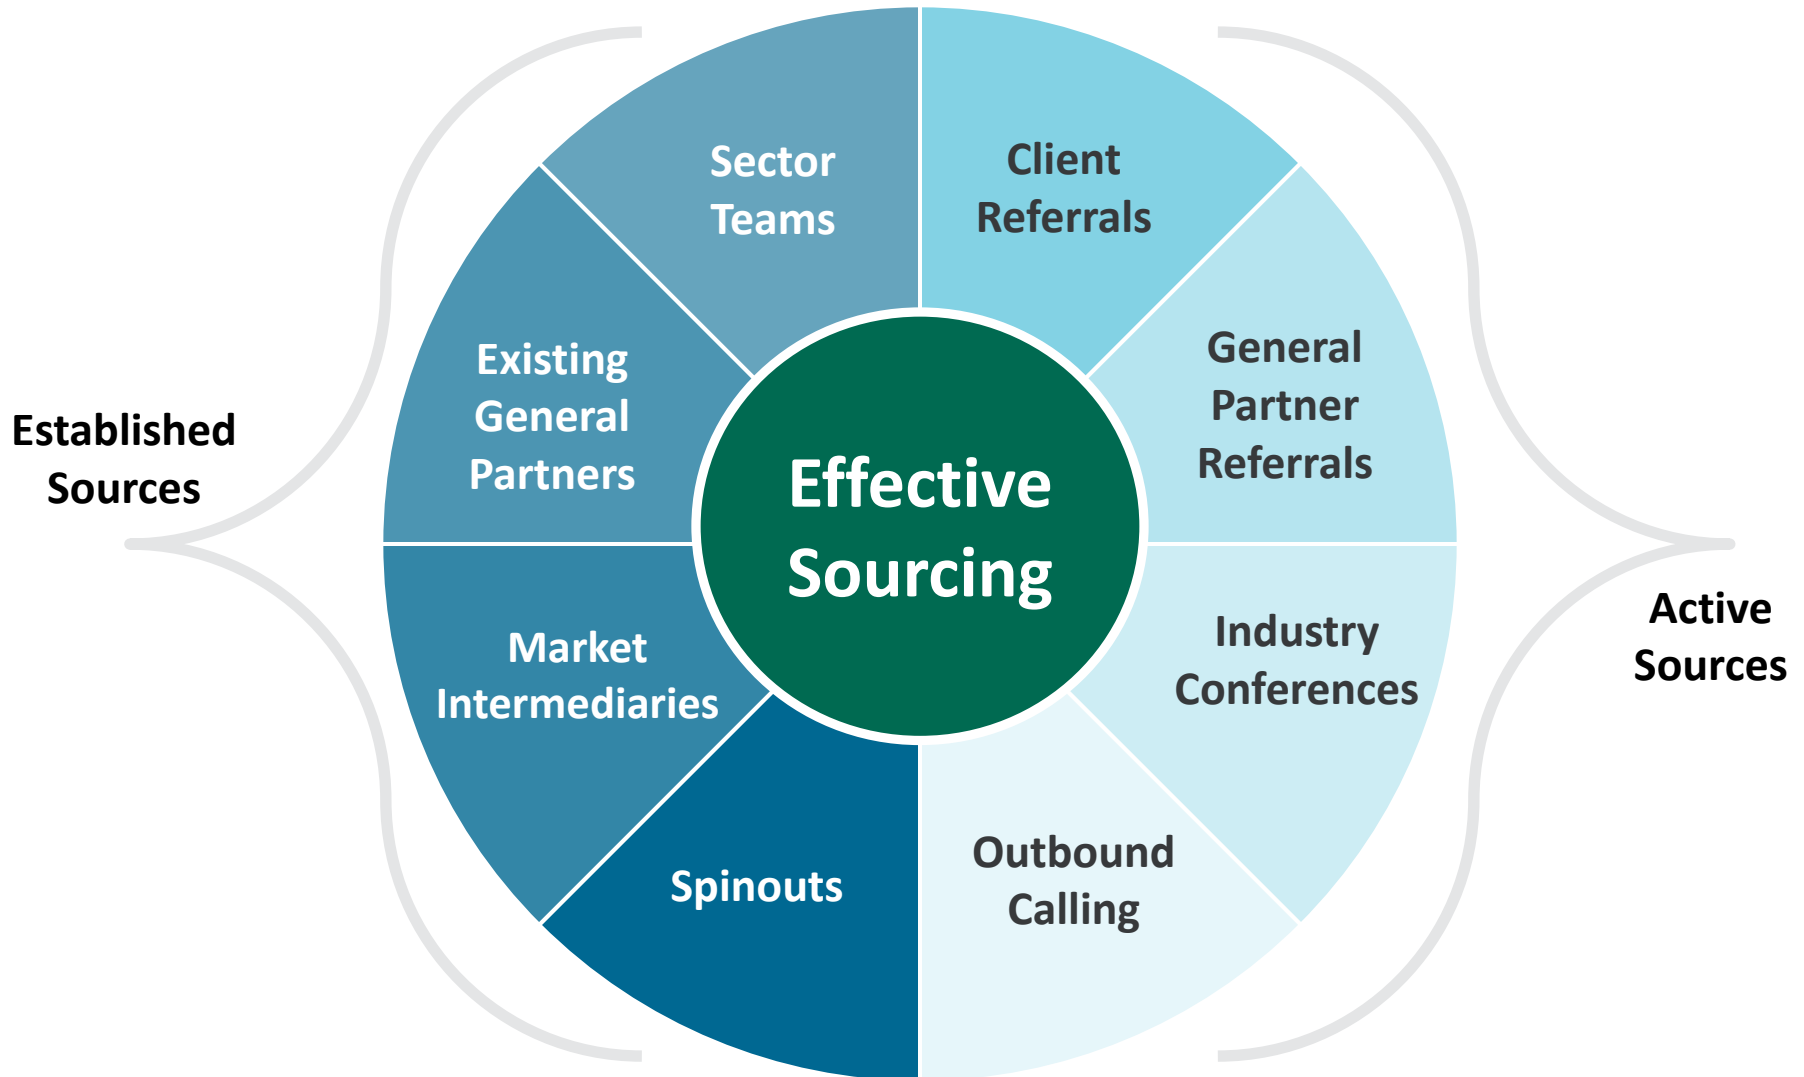 Established
Sources
Sector
Teams
Existing
General
Partners
Market
Intermediaries
Spinouts
Effective
Sourcing
Client
Referrals
General
Partner
Referrals
Industry
Conferences
Outbound
Calling
Active
Sources